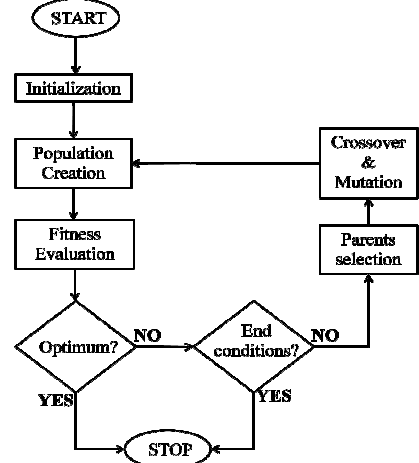 START
Initialization
Population
Creation
Crossover
&
Mutation
Fitness
Evaluation
Parents
selection
Optimum?
NO
End
conditions?
NO
YES
YES
STOP